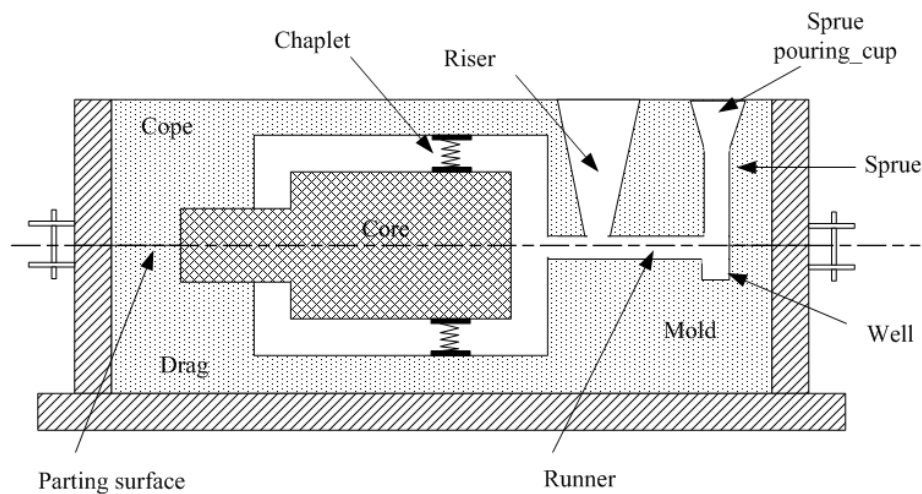 Sprue
pouring_cup
Chaplet
Riser
Cope
Sprue
Core
Mold
Well
Drag
Parting surface
Runner